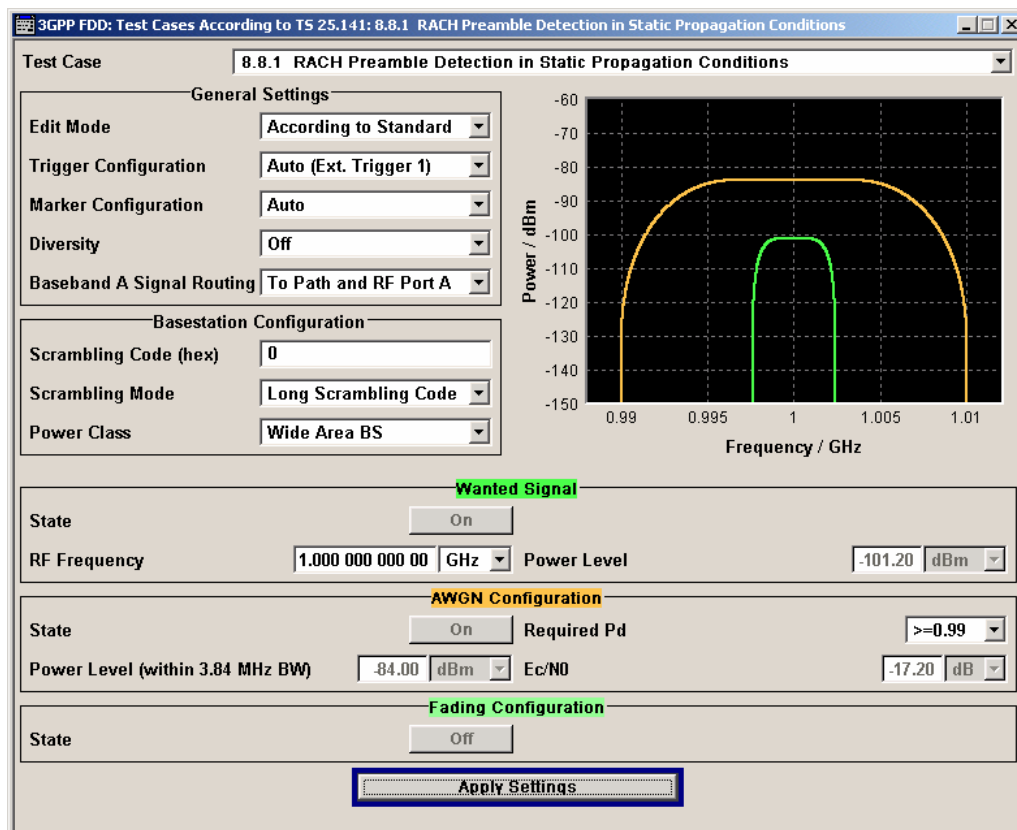 3GPP FDD: Test Cases According to TS 25.141: 8.8.1 RACH Preamble Detection in Static Propagation Conditions
Test Case 8.8.1 RACH Preamble Detection in Static Propagation Conditions
General Settings
Edit Mode According to Standard
Trigger Configuration Auto (Ext. Trigger 1)
Marker Configuration Auto
Diversity Off
Baseband A Signal Routing To Path and RF Port A
Basestation Configuration
Scrambling Code (hex) 0
Scrambling Mode Long Scrambling Code
Power Class Wide Area BS
Power / dBm
-60
-70
-80
-90
-100
-110
-120
-130
-140
-150
0.99 0.995 1 1.005 1.01
Frequency / GHz
Wanted Signal
State On
RF Frequency 1.000 000 000 00 GHz Power Level -101.20 dBm
AWGN Configuration
State On Required Pd >=0.99
Power Level (within 3.84 MHz BW) -84.00 dBm Ec/N0 -17.20 dB
Fading Configuration
State Off
Apply Settings